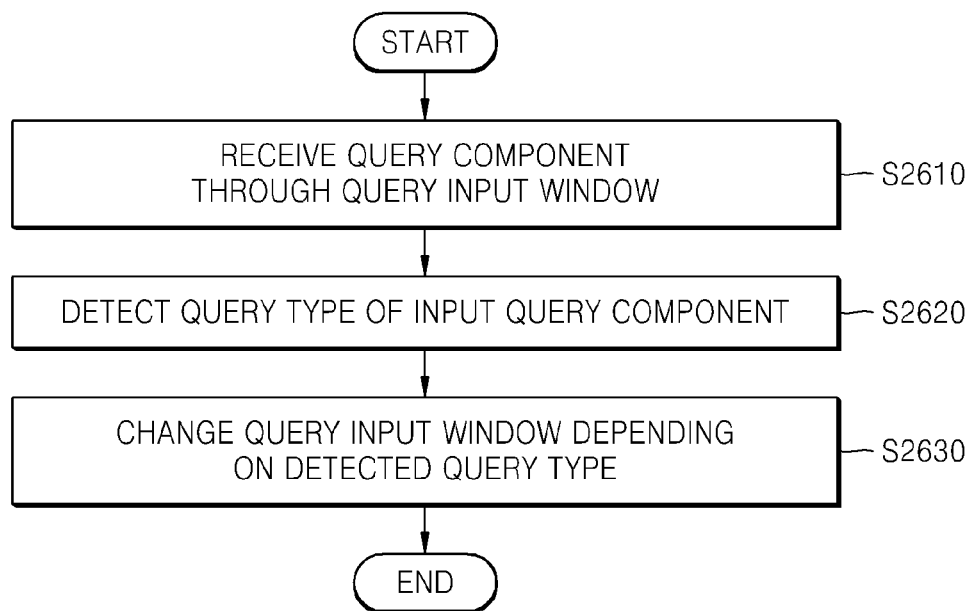 START
RECEIVE QUERY COMPONENT
THROUGH QUERY INPUT WINDOW
S2610
DETECT QUERY TYPE OF INPUT QUERY COMPONENT
S2620
CHANGE QUERY INPUT WINDOW DEPENDING
ON DETECTED QUERY TYPE
S2630
END